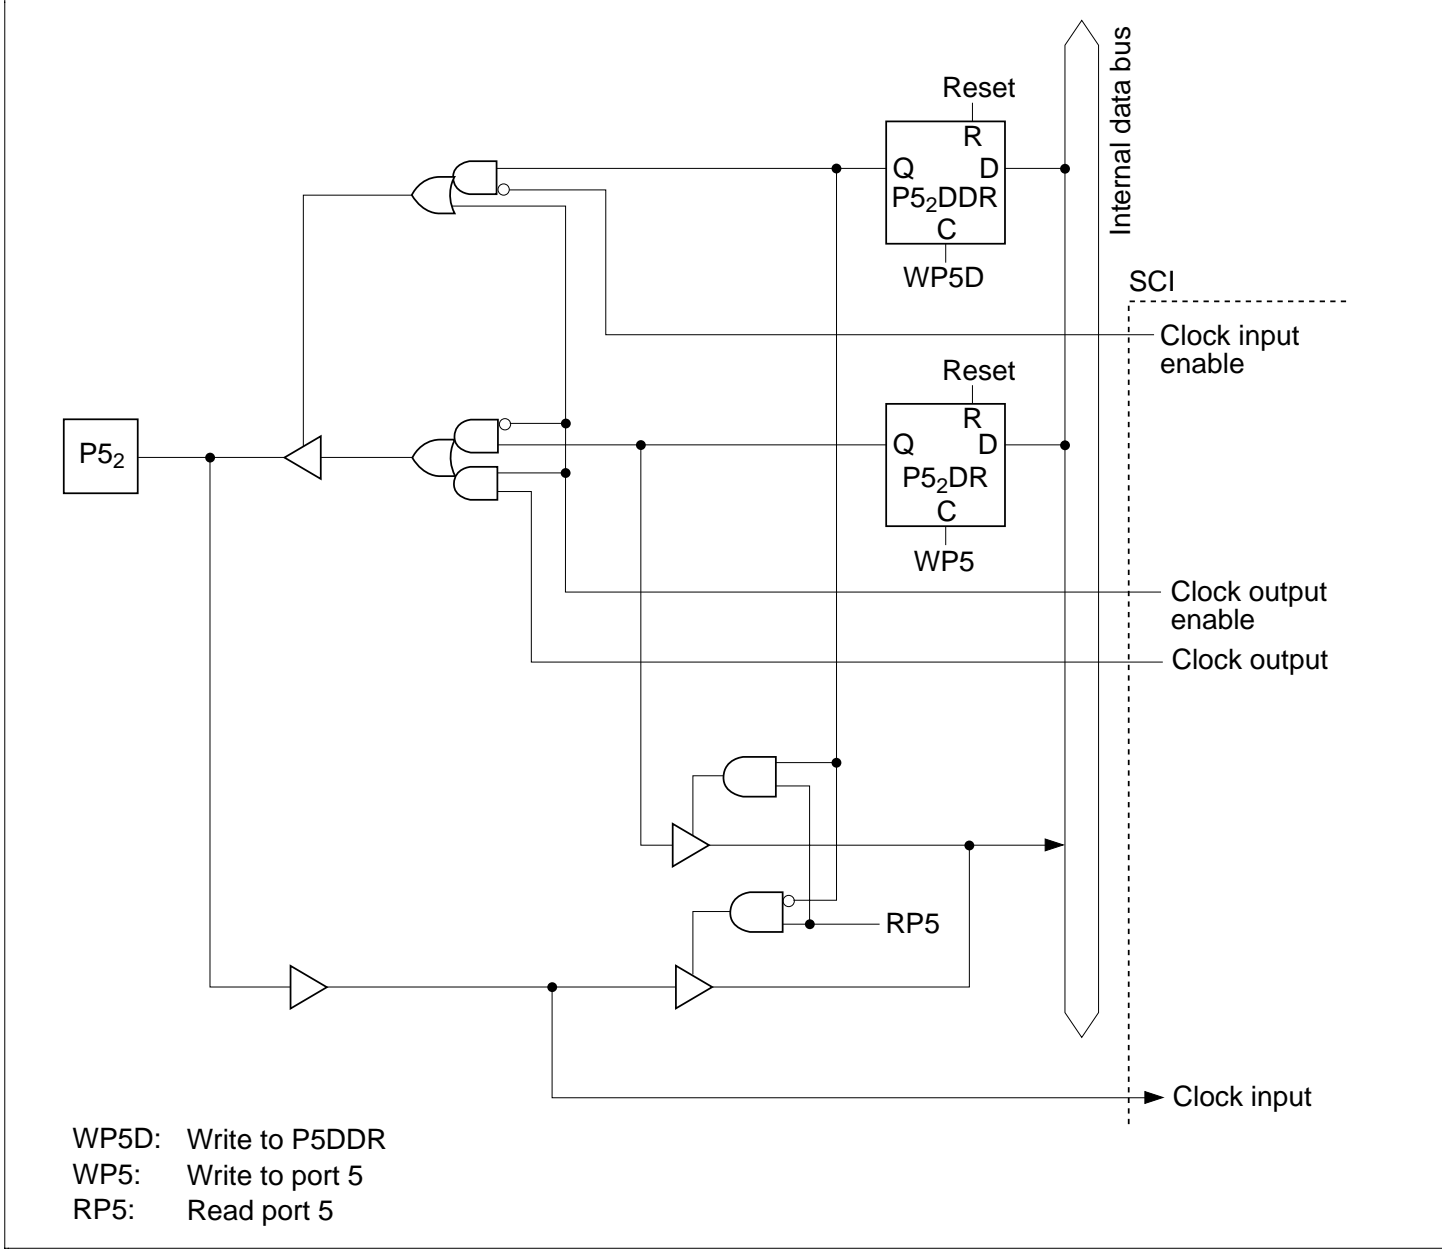 Reset
R
Q D
P5₂DDR
C
WP5D
Internal data bus
SCI
Clock input
enable
Reset
R
Q D
P5₂DR
C
WP5
P5₂
Clock output
enable
Clock output
RP5
Clock input
WP5D: Write to P5DDR
WP5: Write to port 5
RP5: Read port 5